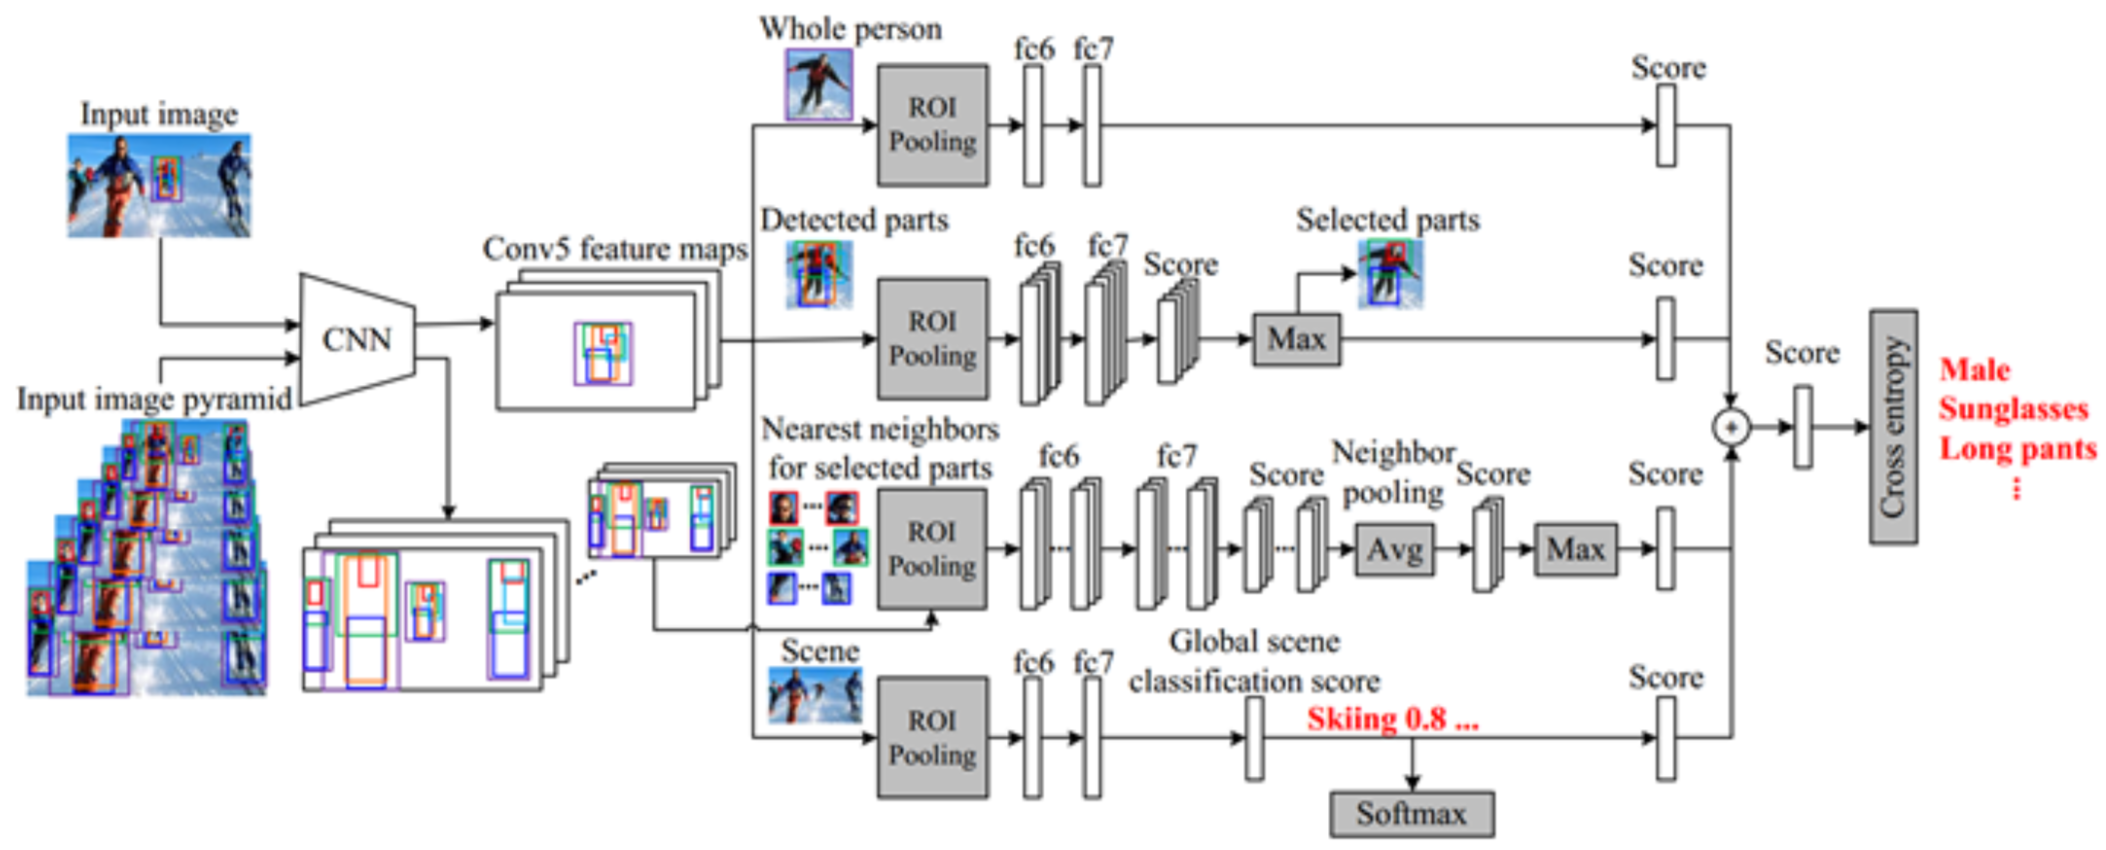 Input image
Input image pyramid
CNN
Conv5 feature maps
Whole person
ROI
Pooling
fc6 fc7
Score
Detected parts
ROI
Pooling
fc6 fc7
Score
Max
Selected parts
Score
Nearest neighbors
for selected parts
ROI
Pooling
fc6 fc7
Score
Neighbor
pooling
Avg
Score
Max
Score
Scene
ROI
Pooling
fc6 fc7
Global scene
classification score
Skiing 0.8 ...
Softmax
Score
+
Score
Cross entropy
Male
Sunglasses
Long pants
...